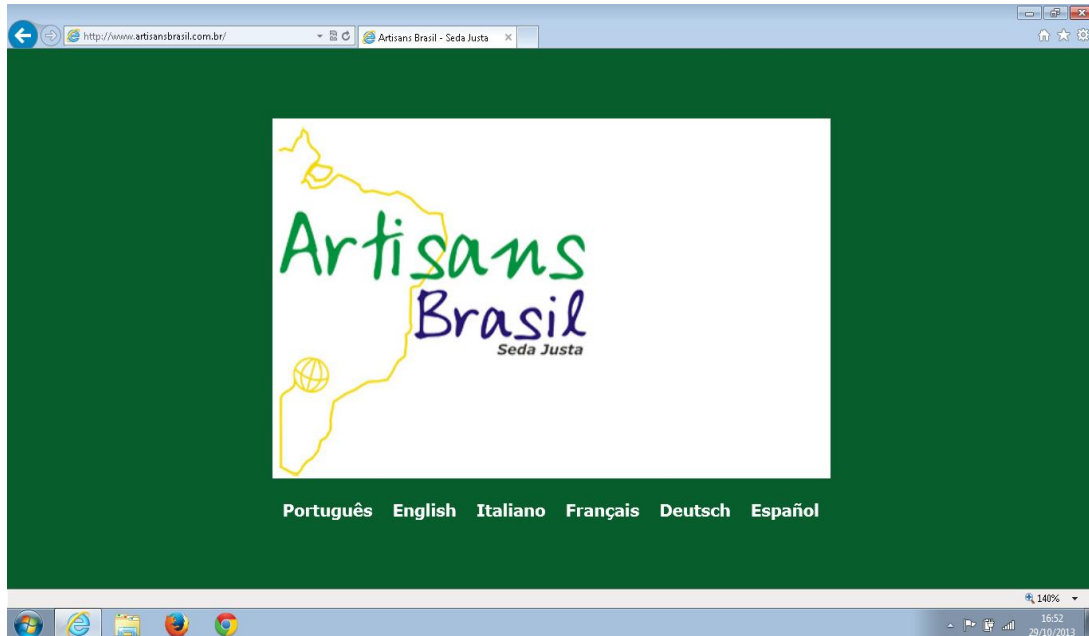 http://www.artisansbrasil.com.br/
Artisans Brasil - Seda Justa
Artisans
Brasil
Seda Justa
Português English Italiano Français Deutsch Español
140%
16:52
29/10/2013